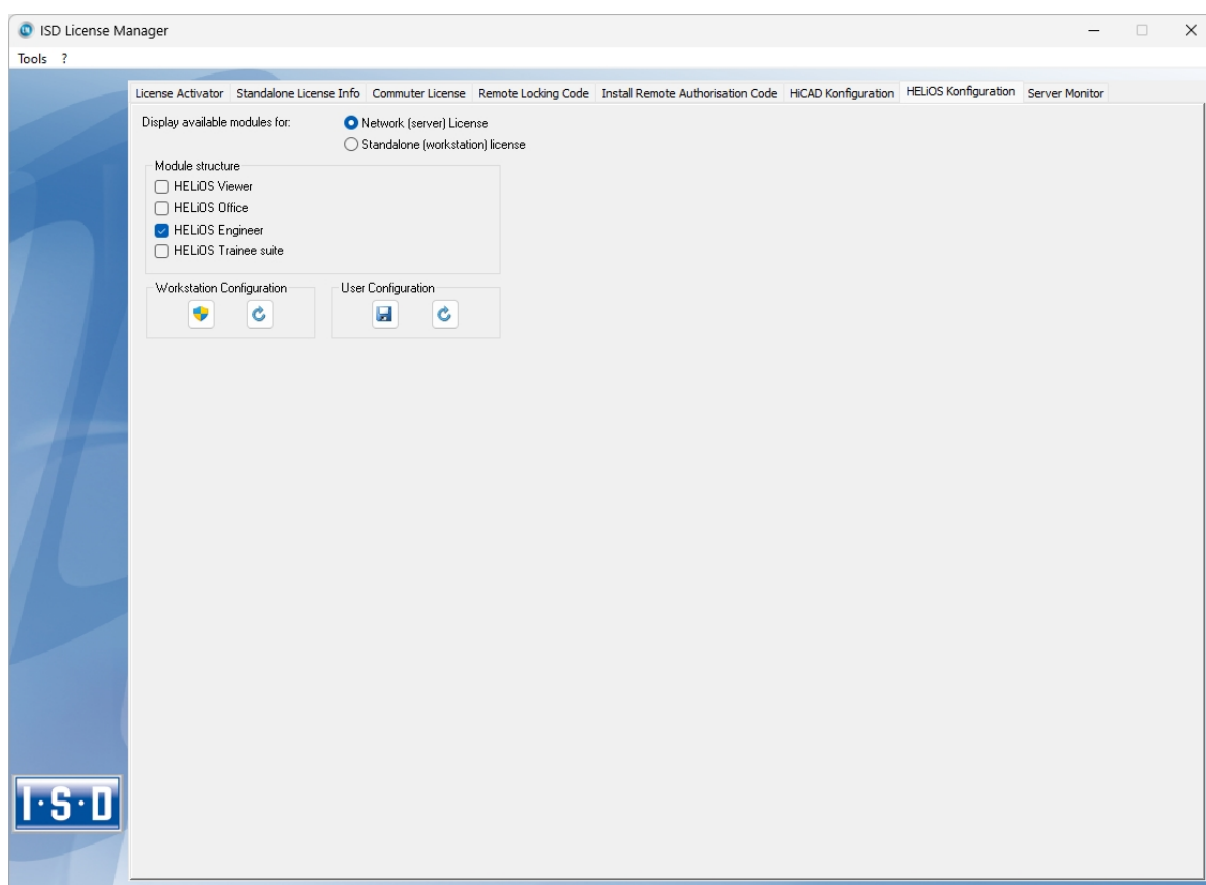 ISD License Manager
Tools ?
License Activator Standalone License Info Commuter License Remote Locking Code Install Remote Authorisation Code HiCAD Konfiguration HELiOS Konfiguration Server Monitor
Display available modules for: Network (server) License
Standalone (workstation) license
Module structure
HELiOS Viewer
HELiOS Office
HELiOS Engineer
HELiOS Trainee suite
Workstation Configuration User Configuration
I·S·D